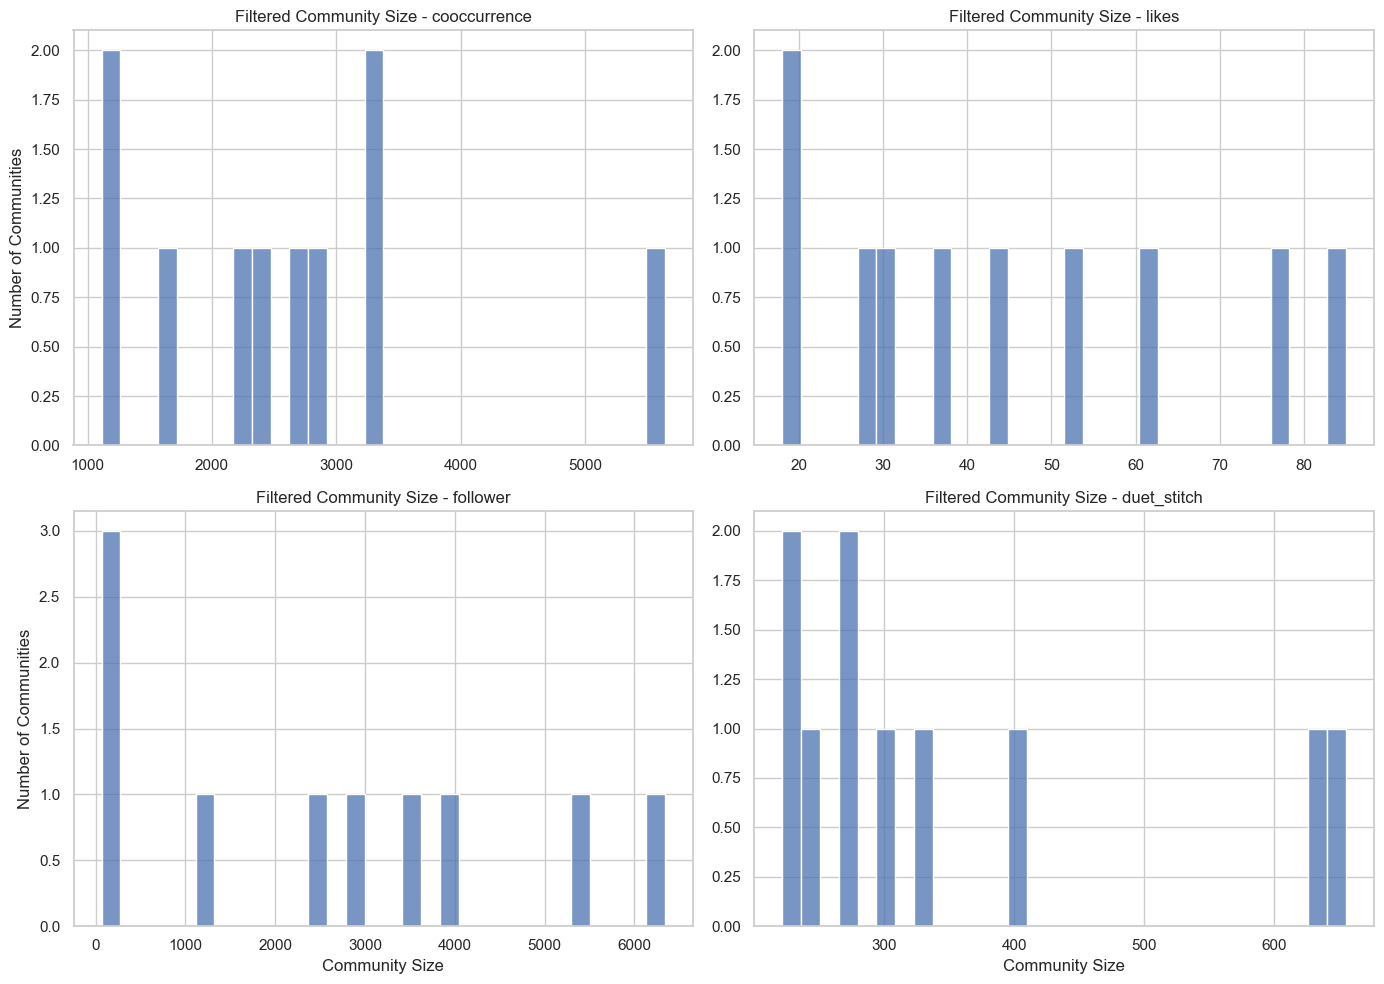 Filtered Community Size - cooccurrence
Number of Communities
2.00
1.75
1.50
1.25
1.00
0.75
0.50
0.25
0.00
1000 2000 3000 4000 5000
Filtered Community Size - likes
2.00
1.75
1.50
1.25
1.00
0.75
0.50
0.25
0.00
20 30 40 50 60 70 80
Filtered Community Size - follower
Number of Communities
3.0
2.5
2.0
1.5
1.0
0.5
0.0
0 1000 2000 3000 4000 5000 6000
Community Size
Filtered Community Size - duet_stitch
2.00
1.75
1.50
1.25
1.00
0.75
0.50
0.25
0.00
300 400 500 600
Community Size